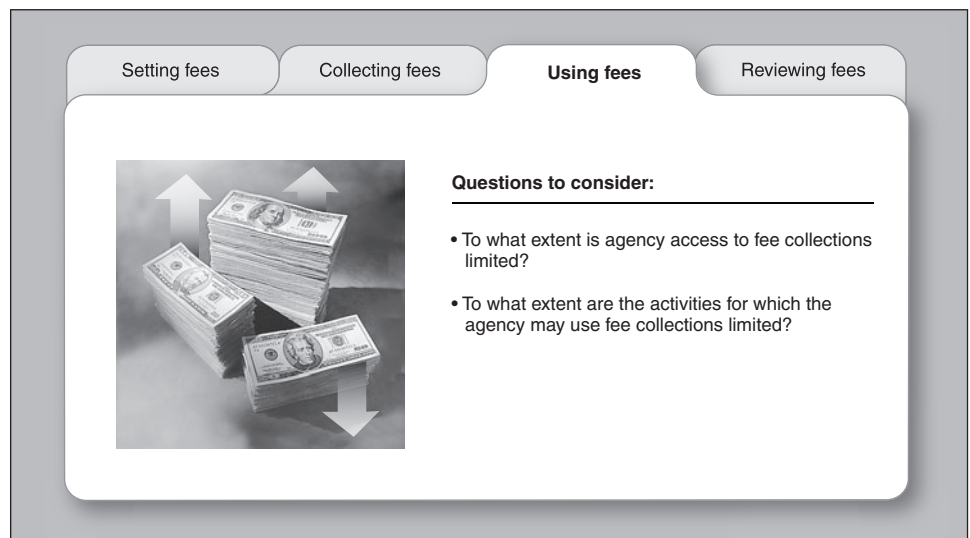 Setting fees
Collecting fees
Using fees
Reviewing fees
Questions to consider:
• To what extent is agency access to fee collections
limited?
• To what extent are the activities for which the
agency may use fee collections limited?